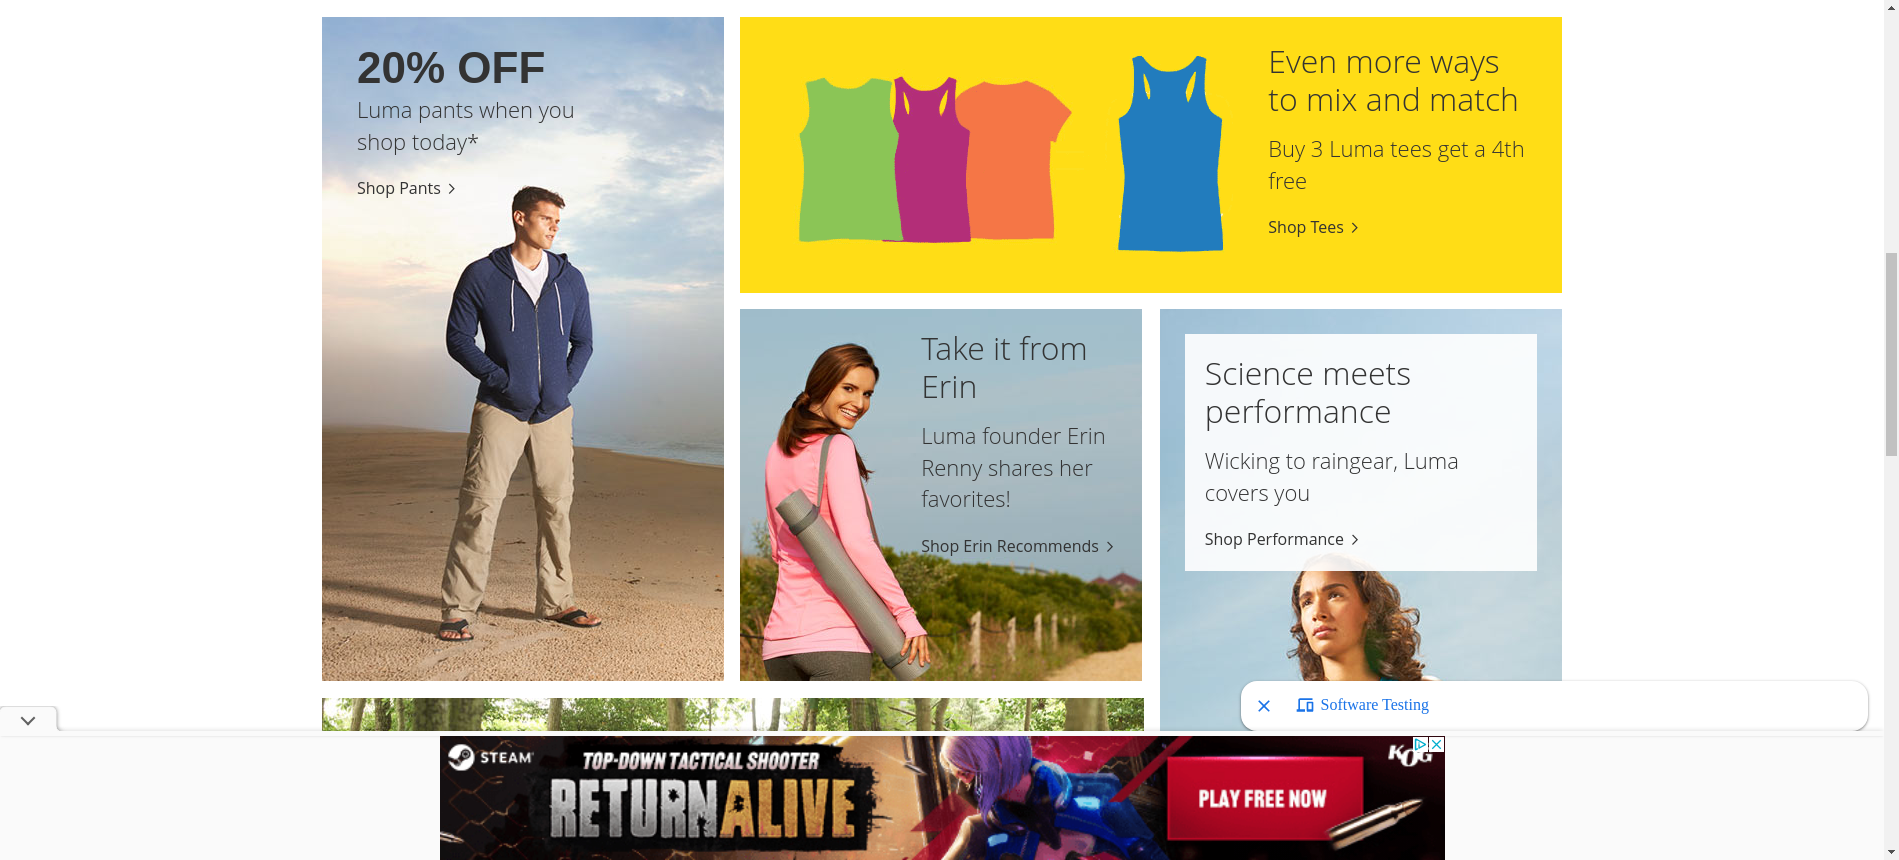 20% OFF
Luma pants when you
shop today*
Shop Pants
Even more ways
to mix and match
Buy 3 Luma tees get a 4th
free
Shop Tees
Take it from
Erin
Luma founder Erin
Renny shares her
favorites!
Shop Erin Recommends
Science meets
performance
Wicking to raingear, Luma
covers you
Shop Performance
Software Testing
STEAM
TOP-DOWN TACTICAL SHOOTER
RETURN ALIVE
PLAY FREE NOW
KOG